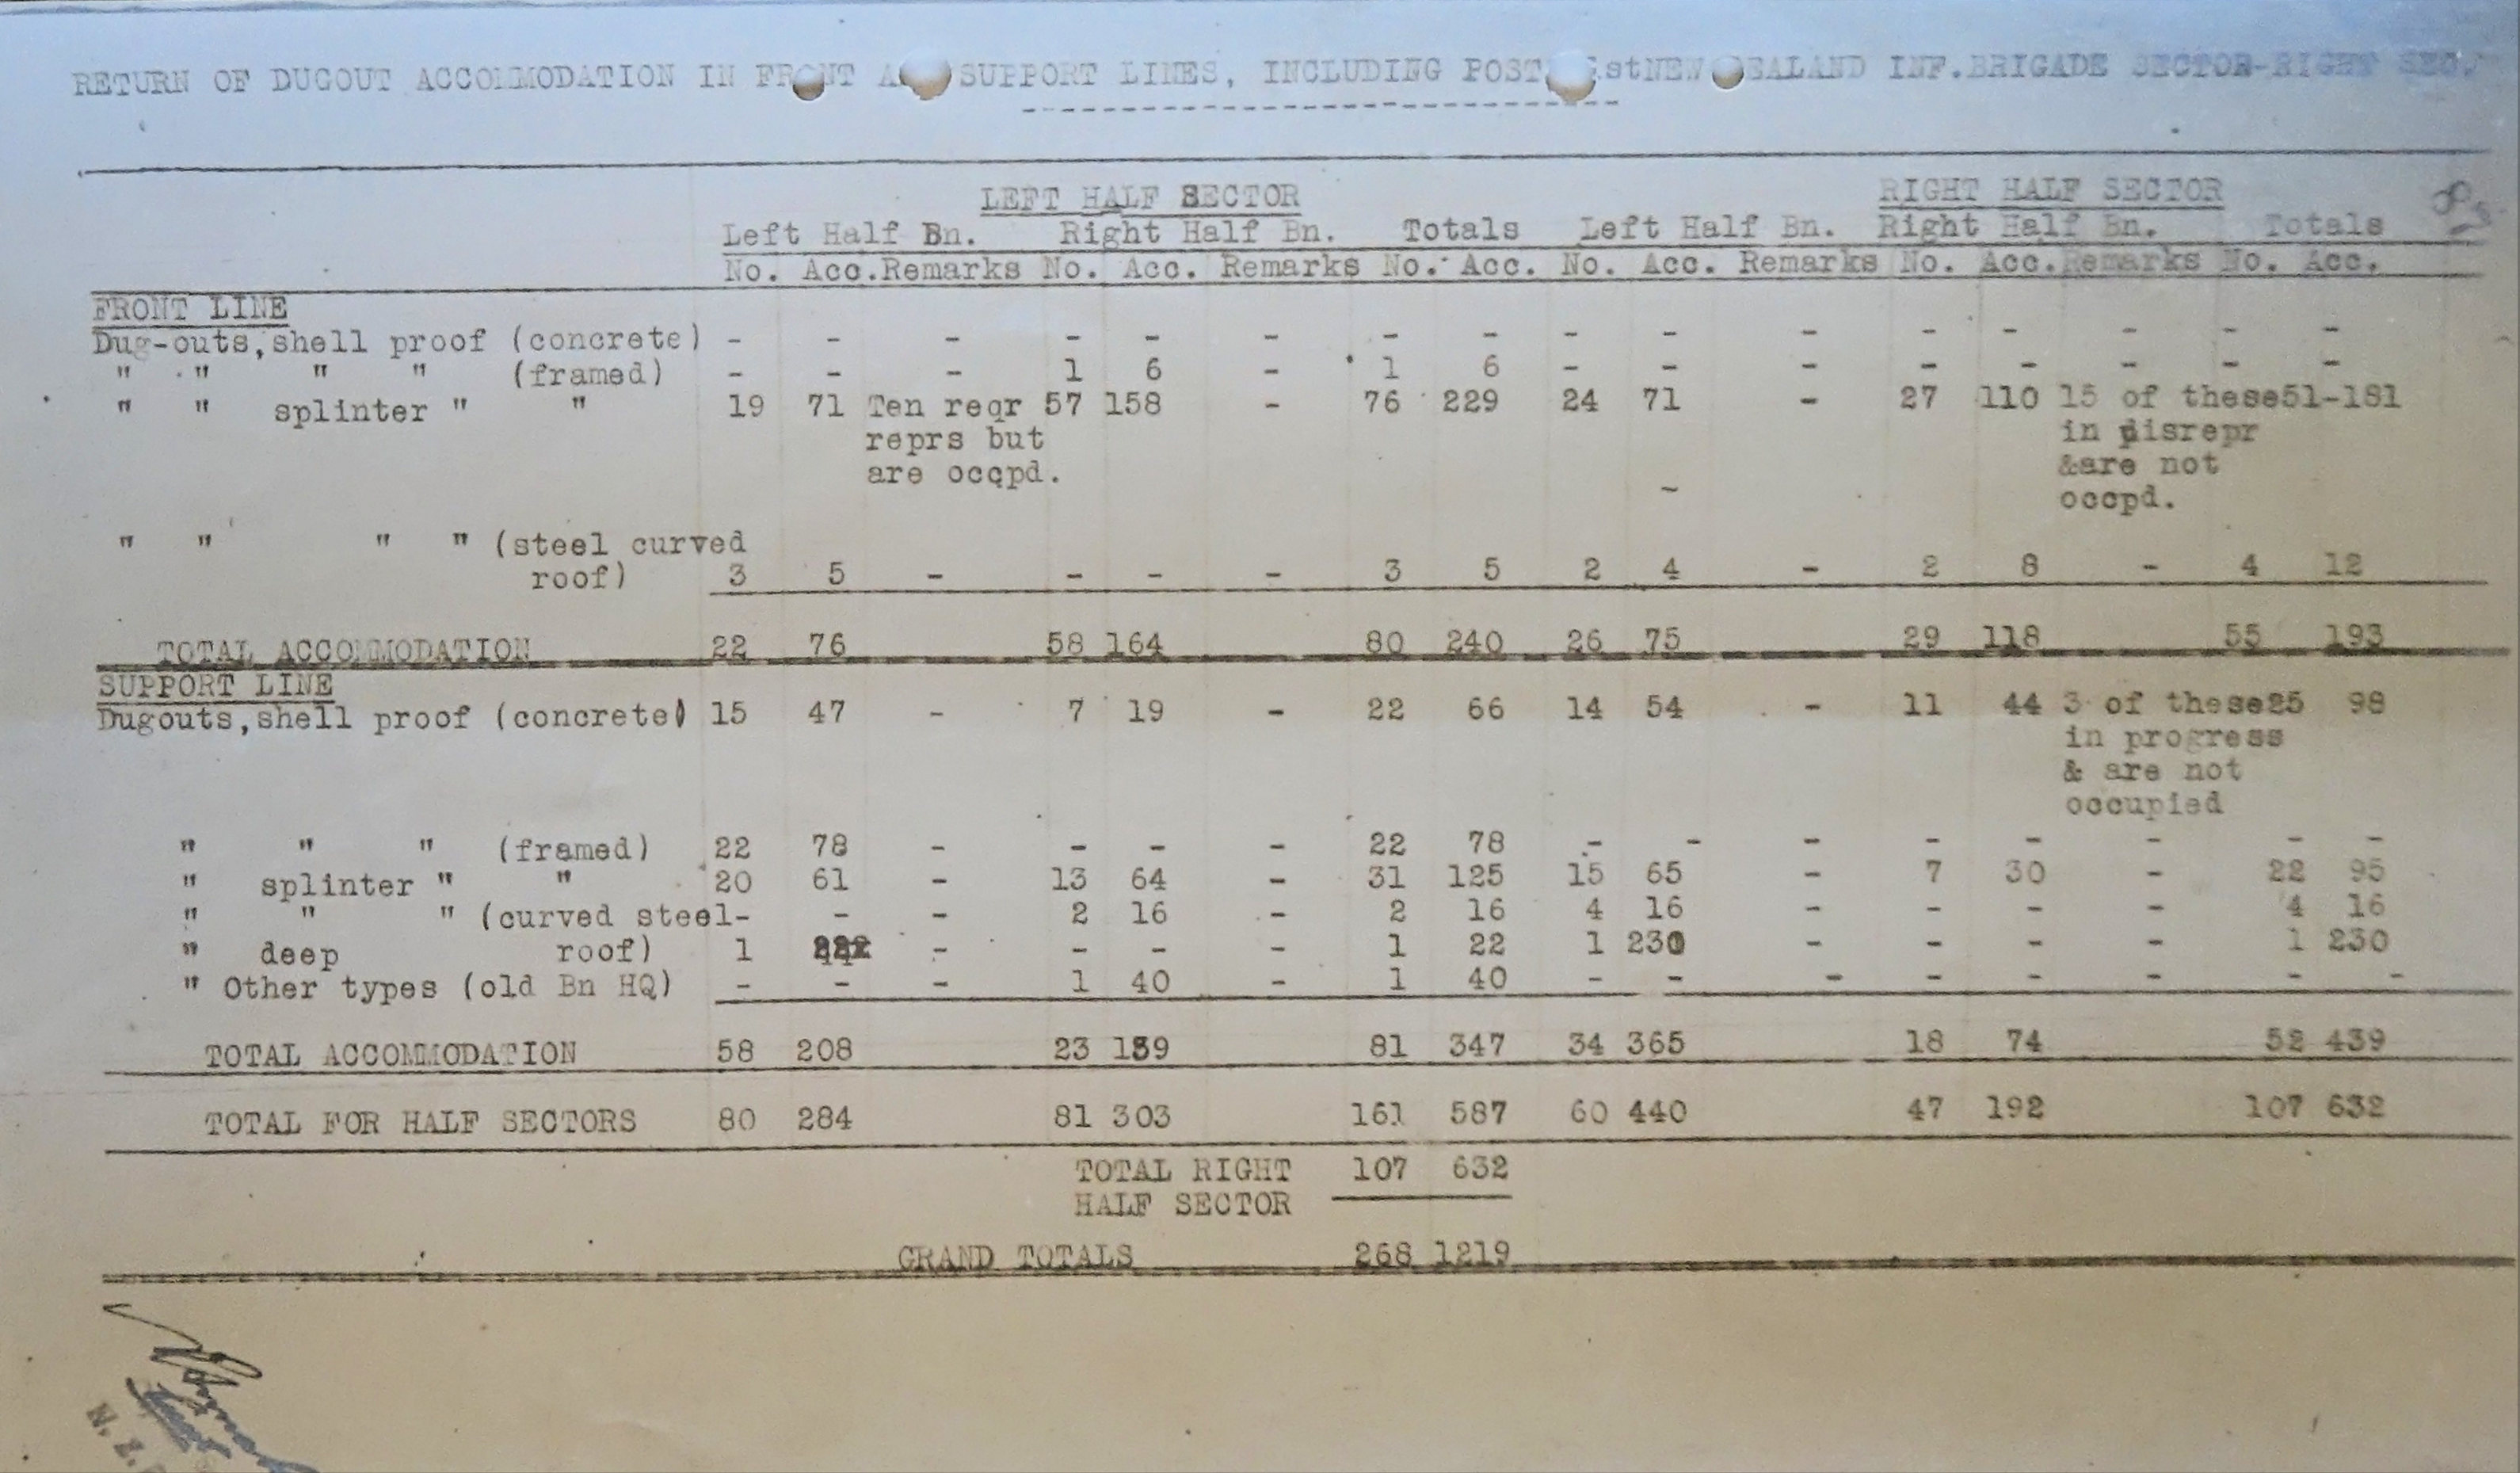 RETURN OF DUGOUT ACCOMMODATION IN FRONT A SUPPORT LINES, INCLUDING POST stNEW EALAND INF.BRIGADE SECTOR-RIGHT SEC.
LEFT HALF SECTOR RIGHT HALF SECTOR
Left Half Bn. Right Half Bn. Totals Left Half Bn. Right Half Bn. Totals
No. Acc.Remarks No. Acc. Remarks No. Acc. No. Acc. Remarks No. Acc.Remarks No. Acc.
FRONT LINE
Dug-outs,shell proof (concrete) - - - - - - - - - - - - - - - -
" " " " (framed) - - - 1 6 - 1 6 - - - - - - - -
" " splinter " " 19 71 Ten reqr 57 158 - 76 229 24 71 - 27 110 15 of these51-181
reprs but in disrepr
are occpd. &are not
occpd.
" " " " (steel curved
roof) 3 5 - - - - 3 5 2 4 - 2 8 - 4 12
TOTAL ACCOMMODATION 22 76 58 164 80 240 26 75 29 118 55 193
SUPPORT LINE
Dugouts,shell proof (concrete) 15 47 - 7 19 - 22 66 14 54 - 11 44 3 of these25 98
in progress
& are not
occupied
" " " (framed) 22 78 - - - - 22 78 - - - - - - - -
" splinter " " 20 61 - 13 64 - 31 125 15 65 - 7 30 - 22 95
" " " (curved steel- - - 2 16 - 2 16 4 16 - - - - 4 16
" deep roof) 1 - - - - 1 22 1 230 - - - - 1 230
" Other types (old Bn HQ) - - - 1 40 - 1 40 - - - - - - - -
TOTAL ACCOMMODATION 58 208 23 139 81 347 34 365 18 74 52 439
TOTAL FOR HALF SECTORS 80 284 81 303 161 587 60 440 47 192 107 632
TOTAL RIGHT 107 632
HALF SECTOR
GRAND TOTALS 268 1219
N. Z.